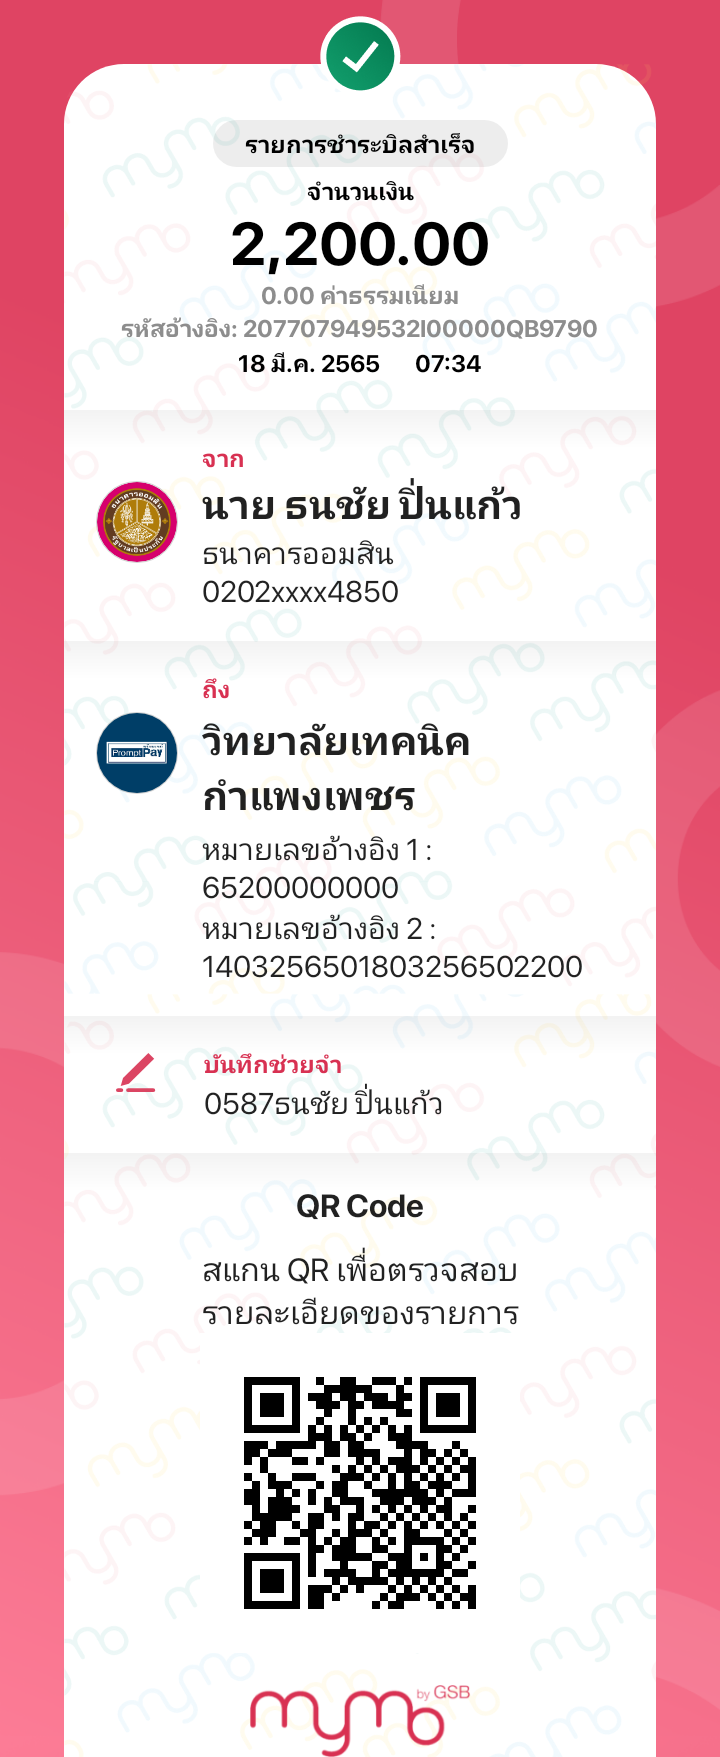 รายการชำระบิลสำเร็จ
จำนวนเงิน
2,200.00
0.00 ค่าธรรมเนียม
รหัสอ้างอิง: 207707949532I00000QB9790
18 มี.ค. 2565 07:34
จาก
นาย ธนชัย ปิ่นแก้ว
ธนาคารออมสิน
0202xxxx4850
ถึง
PromptPay
วิทยาลัยเทคนิค
กำแพงเพชร
หมายเลขอ้างอิง 1 :
65200000000
หมายเลขอ้างอิง 2 :
1403256501803256502200
บันทึกช่วยจำ
0587ธนชัย ปิ่นแก้ว
QR Code
สแกน QR เพื่อตรวจสอบ
รายละเอียดของรายการ
mymo by GSB